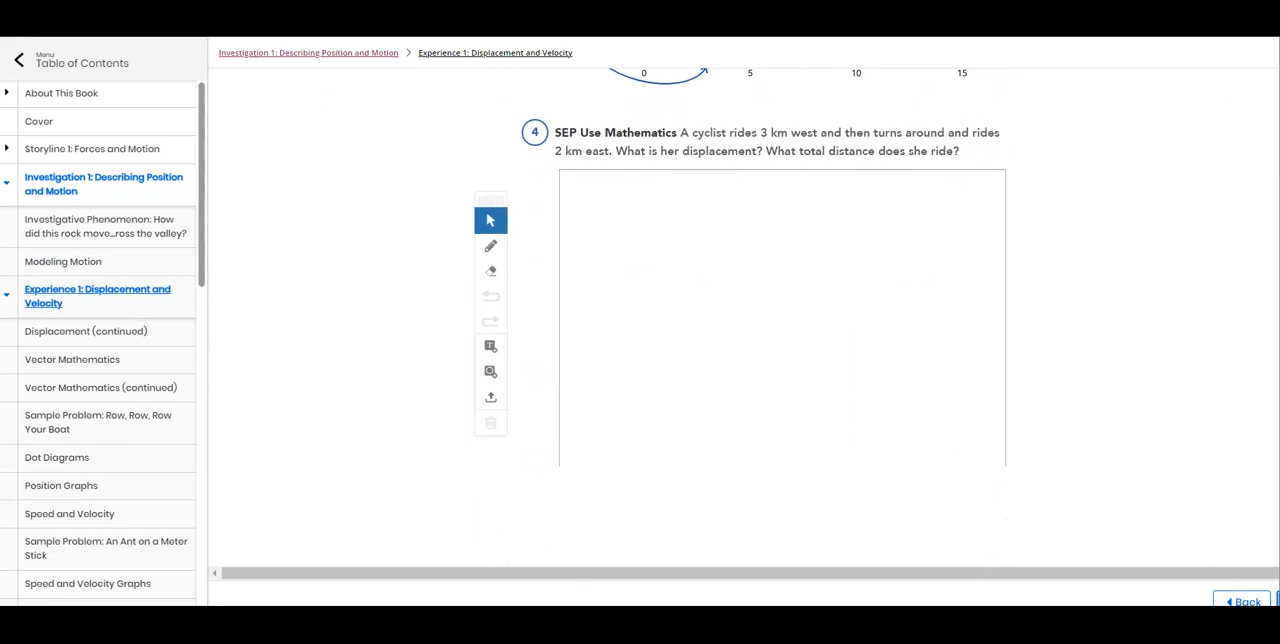 Menu
Table of Contents
Investigation 1: Describing Position and Motion > Experience 1: Displacement and Velocity
About This Book
Cover
Storyline 1: Forces and Motion
Investigation 1: Describing Position
and Motion
Investigative Phenomenon: How
did this rock move...ross the valley?
Modeling Motion
Experience 1: Displacement and
Velocity
Displacement (continued)
Vector Mathematics
Vector Mathematics (continued)
Sample Problem: Row, Row, Row
Your Boat
Dot Diagrams
Position Graphs
Speed and Velocity
Sample Problem: An Ant on a Meter
Stick
Speed and Velocity Graphs
0 5 10 15
4 SEP Use Mathematics A cyclist rides 3 km west and then turns around and rides
2 km east. What is her displacement? What total distance does she ride?
T
Back